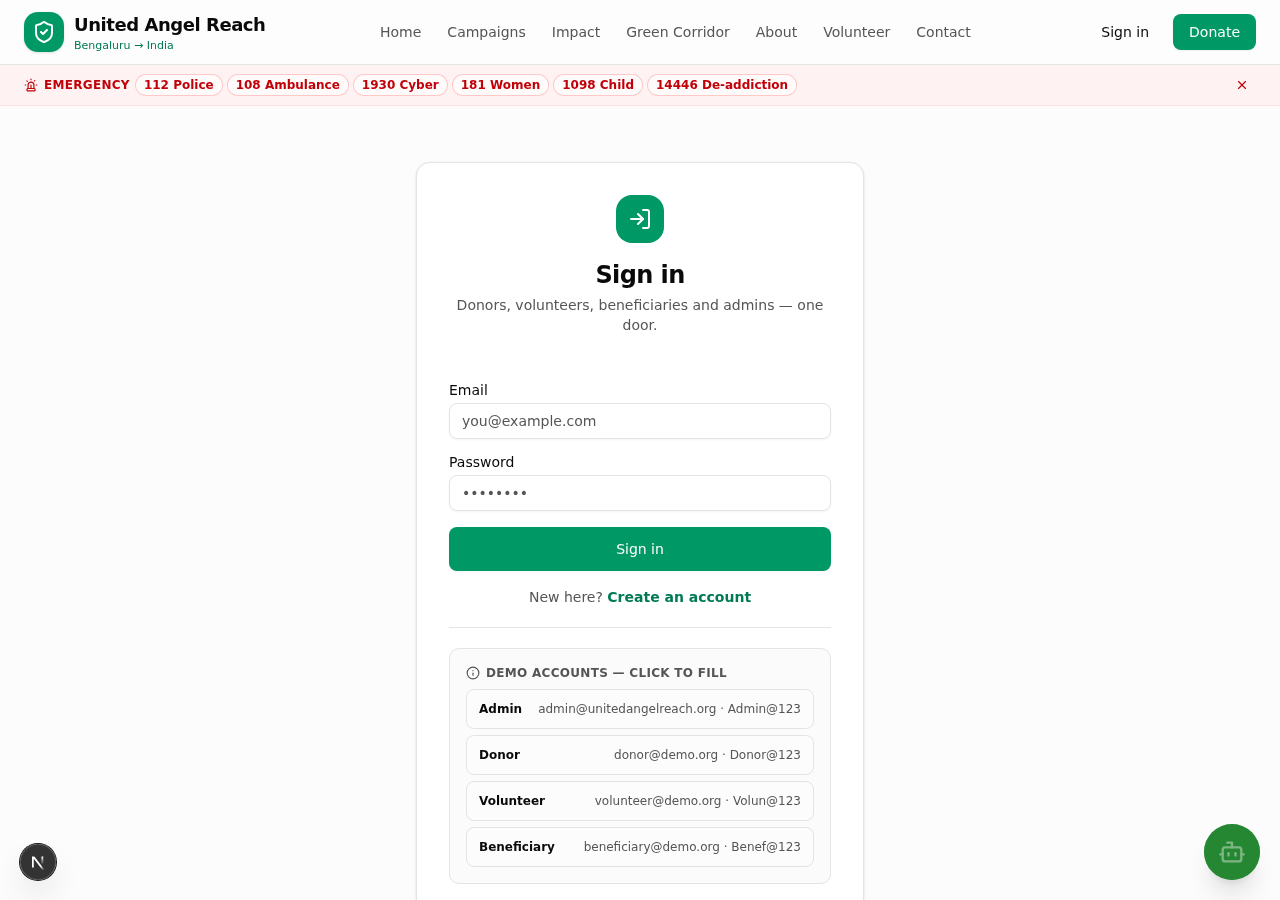 United Angel Reach
Bengaluru → India
Home Campaigns Impact Green Corridor About Volunteer Contact
Sign in Donate
EMERGENCY 112 Police 108 Ambulance 1930 Cyber 181 Women 1098 Child 14446 De-addiction
Sign in
Donors, volunteers, beneficiaries and admins — one
door.
Email
you@example.com
Password
••••••••
Sign in
New here? Create an account
DEMO ACCOUNTS — CLICK TO FILL
Admin admin@unitedangelreach.org · Admin@123
Donor donor@demo.org · Donor@123
Volunteer volunteer@demo.org · Volun@123
Beneficiary beneficiary@demo.org · Benef@123
N